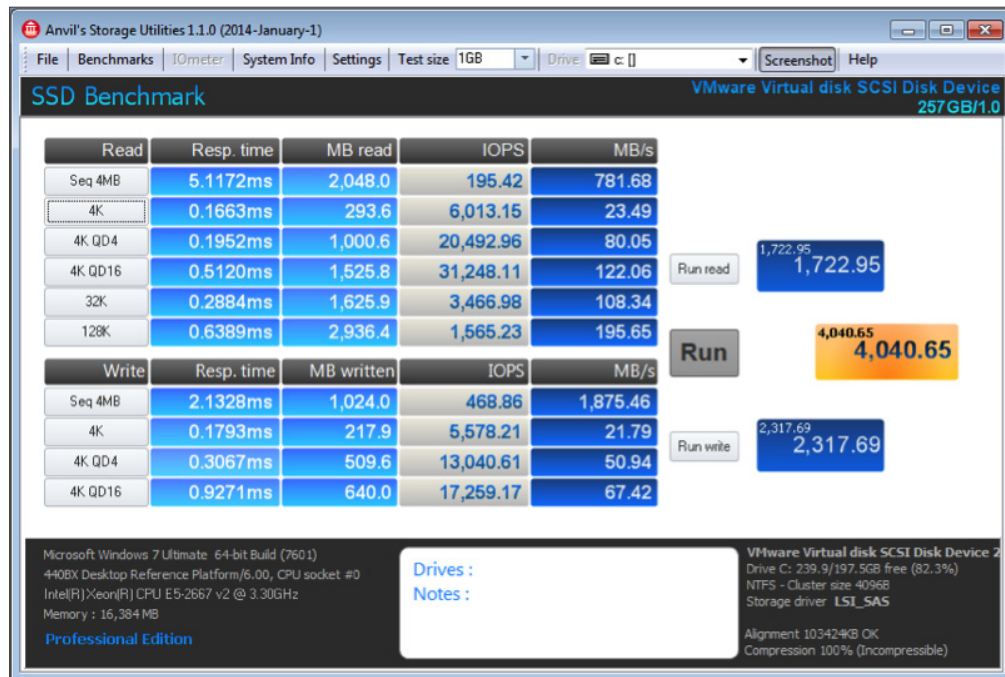 Anvil's Storage Utilities 1.1.0 (2014-January-1)
File Benchmarks IOmeter System Info Settings Test size 1GB Drive c: [] Screenshot Help
SSD Benchmark
VMware Virtual disk SCSI Disk Device
257GB/1.0
Read Resp. time MB read IOPS MB/s
Seq 4MB 5.1172ms 2,048.0 195.42 781.68
4K 0.1663ms 293.6 6,013.15 23.49
4K QD4 0.1952ms 1,000.6 20,492.96 80.05
4K QD16 0.5120ms 1,525.8 31,248.11 122.06
32K 0.2884ms 1,625.9 3,466.98 108.34
128K 0.6389ms 2,936.4 1,565.23 195.65
Run read
1,722.95
1,722.95
Run
4,040.65
4,040.65
Write Resp. time MB written IOPS MB/s
Seq 4MB 2.1328ms 1,024.0 468.86 1,875.46
4K 0.1793ms 217.9 5,578.21 21.79
4K QD4 0.3067ms 509.6 13,040.61 50.94
4K QD16 0.9271ms 640.0 17,259.17 67.42
Run write
2,317.69
2,317.69
Microsoft Windows 7 Ultimate 64-bit Build (7601)
440BX Desktop Reference Platform/6.00, CPU socket #0
Intel(R) Xeon(R) CPU E5-2667 v2 @ 3.30GHz
Memory : 16,384 MB
Professional Edition
Drives :
Notes :
VMware Virtual disk SCSI Disk Device 2
Drive C: 239.9/197.5GB free (82.3%)
NTFS - Cluster size 4096B
Storage driver LSI_SAS
Alignment 103424KB OK
Compression 100% (Incompressible)